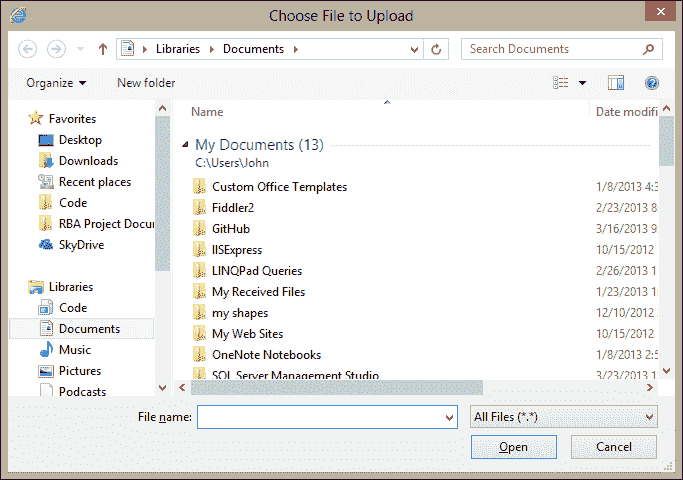 Choose File to Upload
Libraries Documents
Search Documents
Organize New folder
Favorites
Desktop
Downloads
Recent places
Code
RBA Project Docu
SkyDrive
Libraries
Code
Documents
Music
Pictures
Podcasts
Name Date modifi
My Documents (13)
C:\Users\John
Custom Office Templates 1/8/2013 4:3
Fiddler2 2/23/2013 8
GitHub 3/16/2013 9
IISExpress 10/15/2012
LINQPad Queries 2/26/2013 1
My Received Files 1/23/2013 1
my shapes 12/10/2012
My Web Sites 10/15/2012
OneNote Notebooks 1/8/2013 2:5
SQL Server Management Studio 3/23/2013 1
File name: All Files (*.*)
Open Cancel